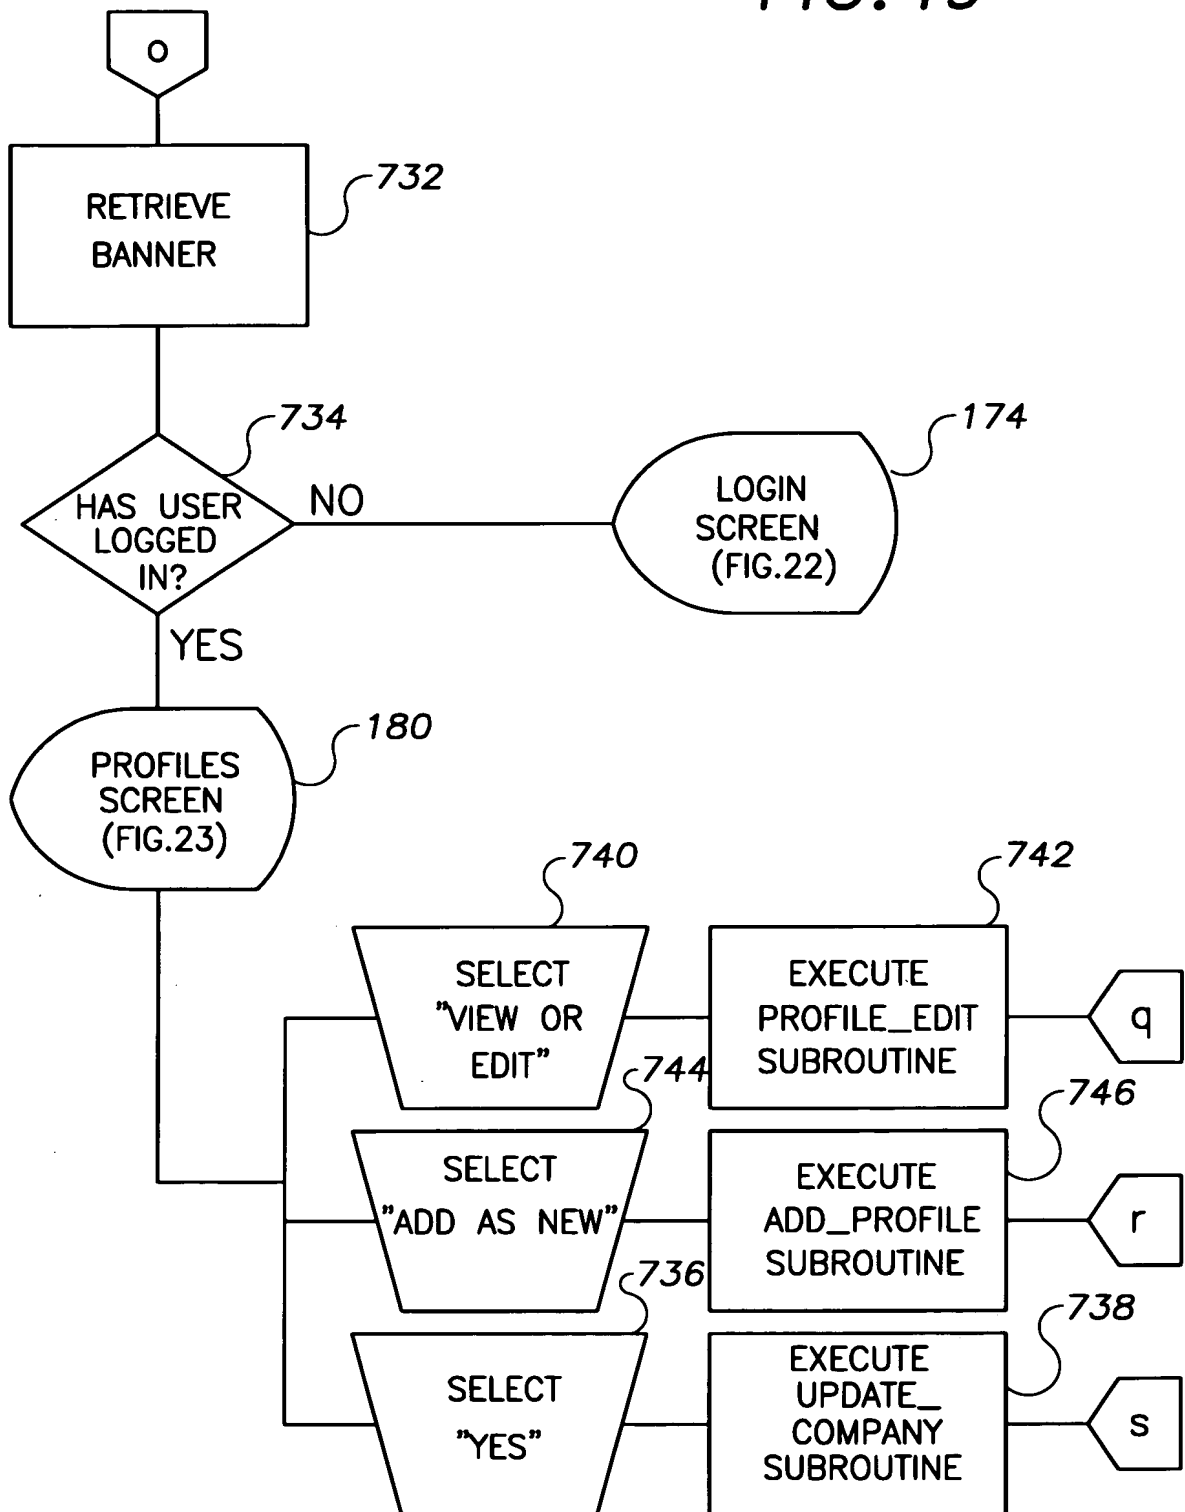 o
732
RETRIEVE
BANNER
734
174
HAS USER
LOGGED
IN?
NO
LOGIN
SCREEN
(FIG.22)
YES
180
PROFILES
SCREEN
(FIG.23)
740
742
SELECT
"VIEW OR
EDIT"
EXECUTE
PROFILE_EDIT
SUBROUTINE
q
744
746
SELECT
"ADD AS NEW"
EXECUTE
ADD_PROFILE
SUBROUTINE
r
736
738
SELECT
"YES"
EXECUTE
UPDATE_
COMPANY
SUBROUTINE
s